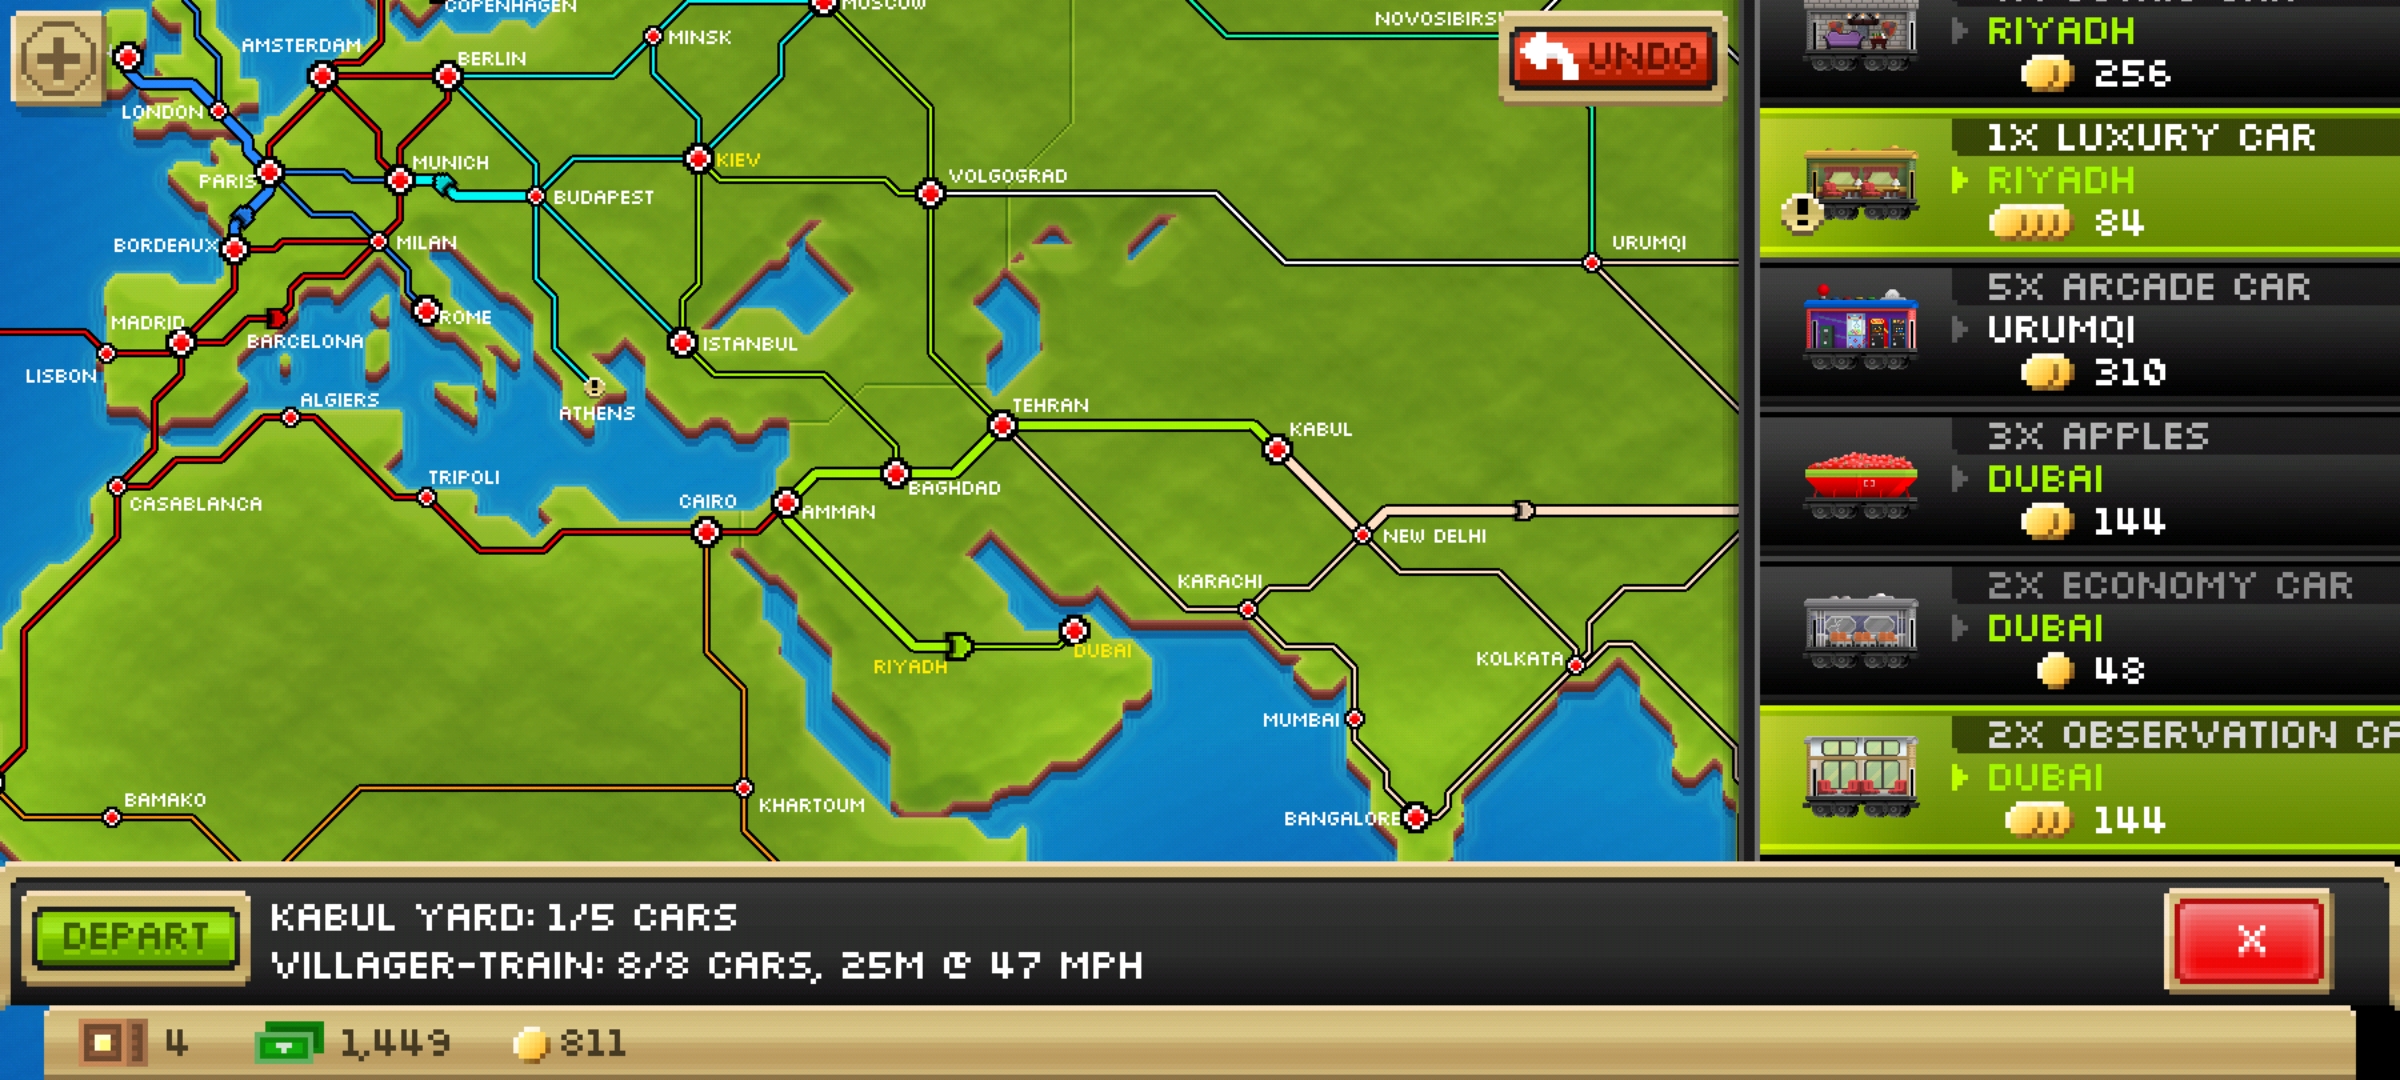 COPENHAGEN
MOSCOW
NOVOSIBIRS
AMSTERDAM
MINSK
BERLIN
UNDO
LONDON
MUNICH
KIEV
PARIS
BUDAPEST
VOLGOGRAD
BORDEAUX
MILAN
URUMQI
MADRID
ROME
BARCELONA
ISTANBUL
LISBON
ALGIERS
ATHENS
TEHRAN
KABUL
TRIPOLI
CASABLANCA
CAIRO
BAGHDAD
AMMAN
NEW DELHI
KARACHI
RIYADH
DUBAI
KOLKATA
MUMBAI
BAMAKO
KHARTOUM
BANGALORE
RIYADH
256
1X LUXURY CAR
RIYADH
84
5X ARCADE CAR
URUMQI
310
3X APPLES
DUBAI
144
2X ECONOMY CAR
DUBAI
48
2X OBSERVATION CA
DUBAI
144
DEPART
KABUL YARD: 1/5 CARS
VILLAGER-TRAIN: 8/8 CARS, 25M @ 47 MPH
X
4
1,449
811